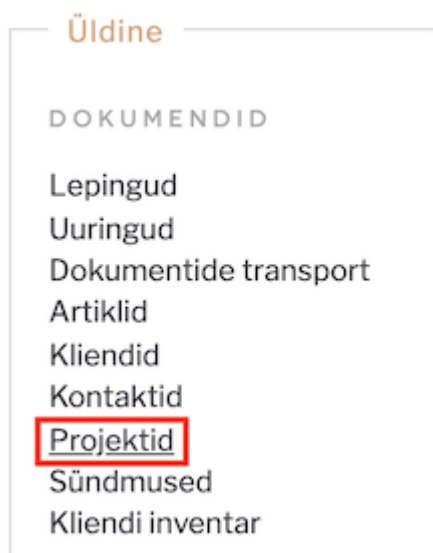 Üldine
DOKUMENDID
Lepingud
Uuringud
Dokumentide transport
Artiklid
Kliendid
Kontaktid
Projektid
Sündmused
Kliendi inventar